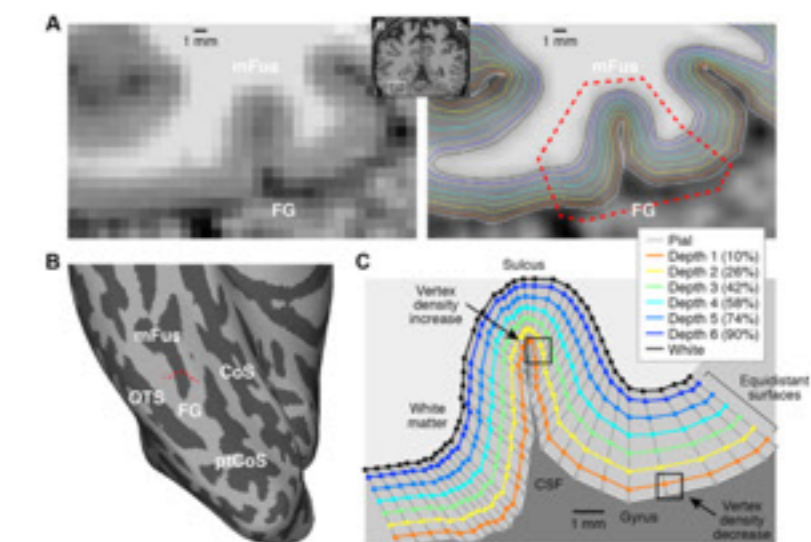 A
1 mm
mFus
FG
1 mm
mFus
FG
B
mFus
CoS
OTS
FG
ptCoS
C
Sulcus
Vertex
density
increase
White
matter
CSF
1 mm
Gyrus
Pial
Depth 1 (10%)
Depth 2 (26%)
Depth 3 (42%)
Depth 4 (58%)
Depth 5 (74%)
Depth 6 (90%)
White
Equidistant
surfaces
Vertex
density
decrease